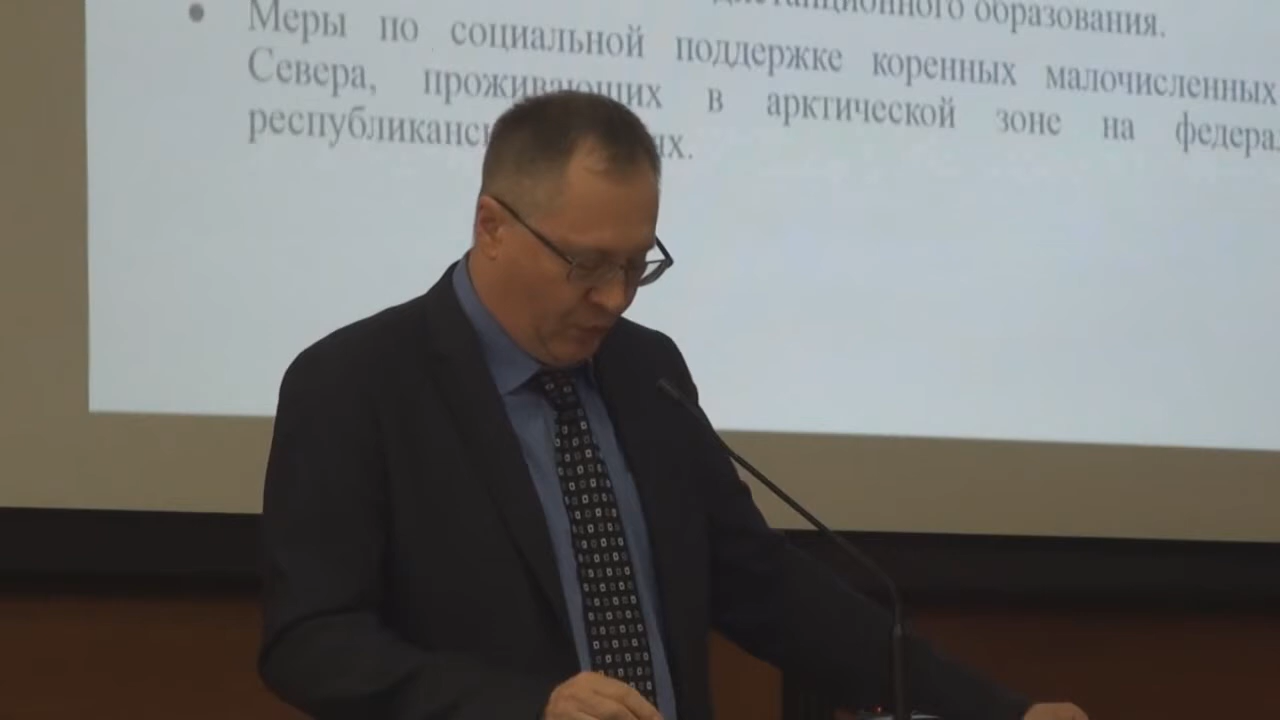 образования.
Меры по социальной поддержке коренных малочисленных
Севера, проживающих в арктической зоне на